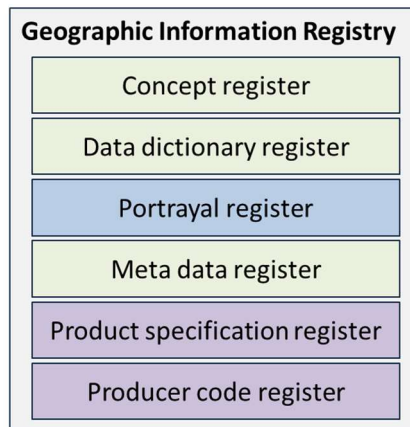 Geographic Information Registry
Concept register
Data dictionary register
Portrayal register
Meta data register
Product specification register
Producer code register